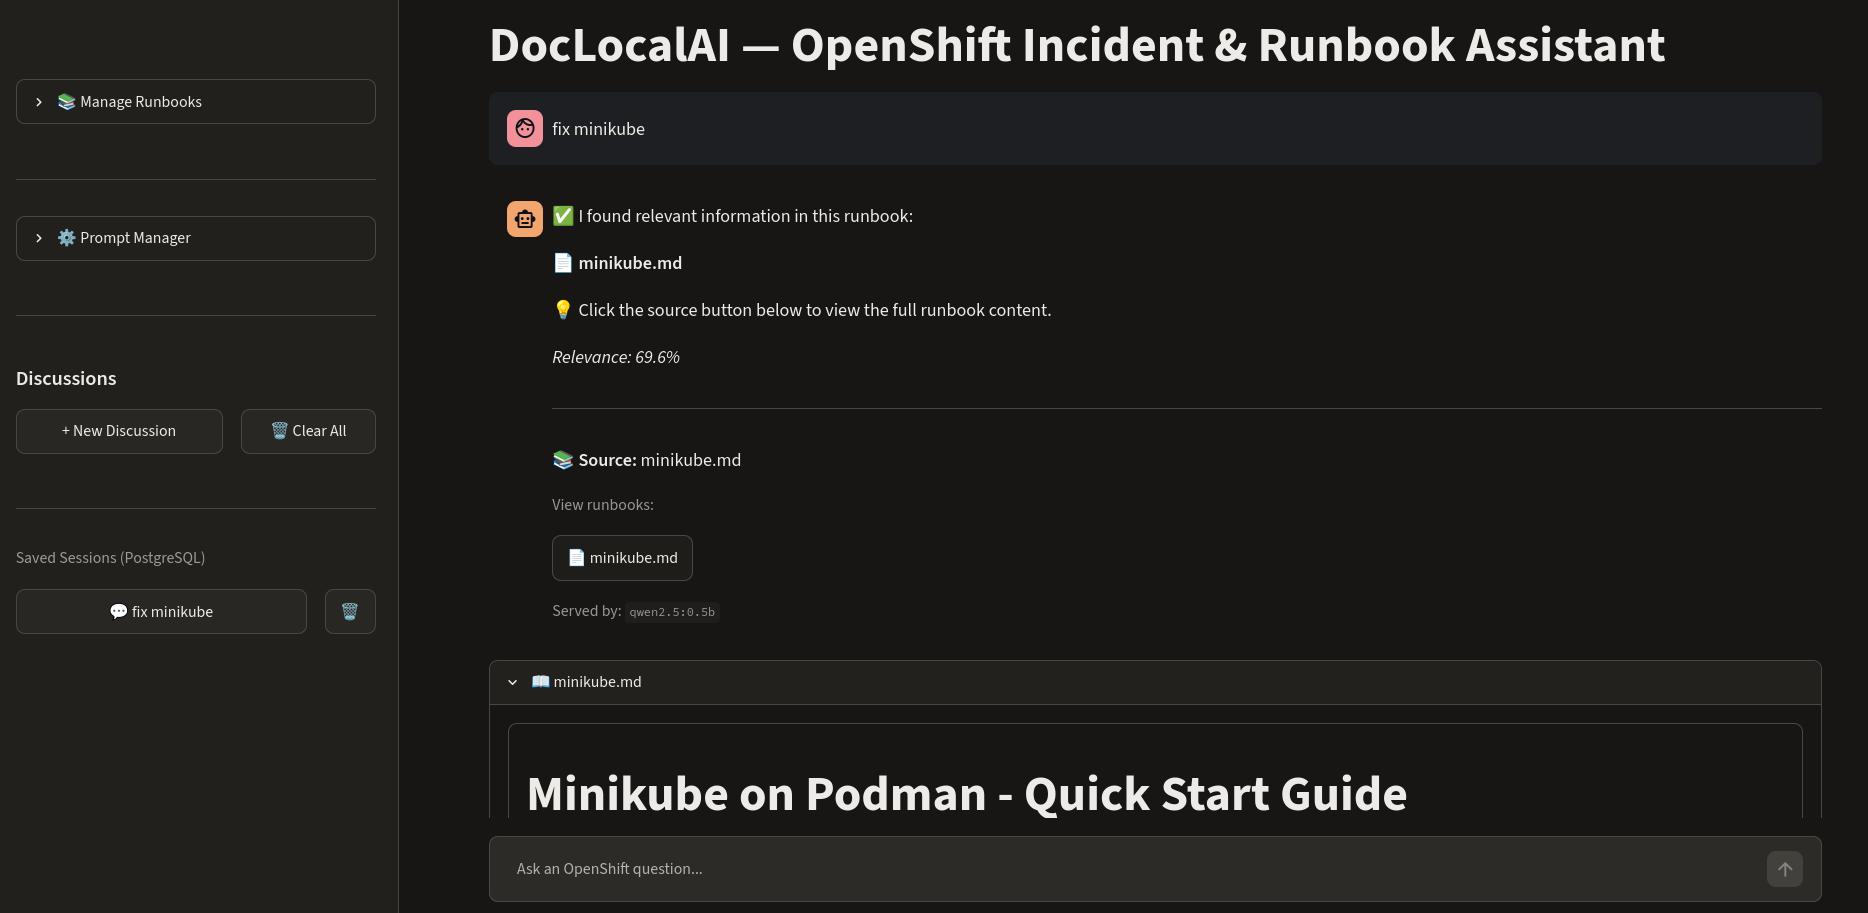 📚 Manage Runbooks
⚙️ Prompt Manager
Discussions
+ New Discussion
🗑️ Clear All
Saved Sessions (PostgreSQL)
💬 fix minikube
🗑️
DocLocalAI — OpenShift Incident & Runbook Assistant
fix minikube
✅ I found relevant information in this runbook:
📄 minikube.md
💡 Click the source button below to view the full runbook content.
Relevance: 69.6%
📚 Source: minikube.md
View runbooks:
📄 minikube.md
Served by: qwen2.5:0.5b
📖 minikube.md
Minikube on Podman - Quick Start Guide
Ask an OpenShift question...